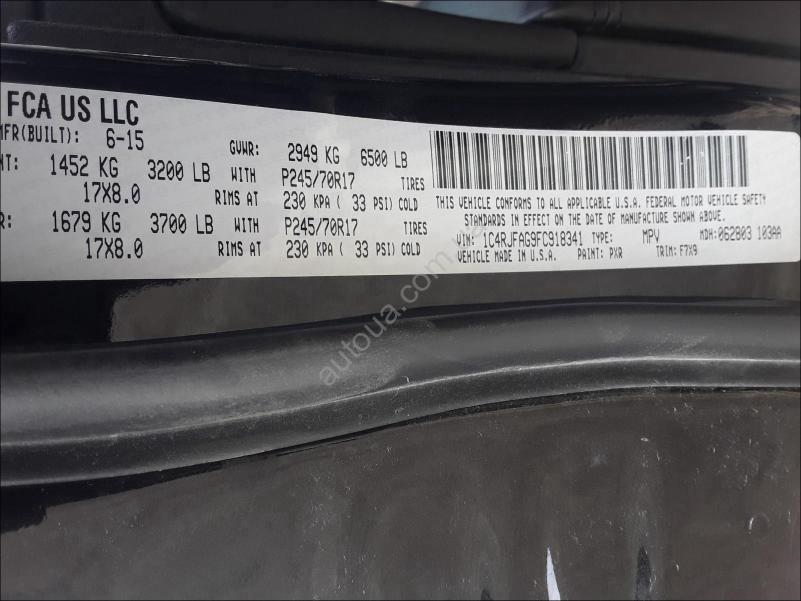 FCA US LLC
MFR(BUILT): 6-15 GVWR: 2949 KG 6500 LB
NT: 1452 KG 3200 LB WITH P245/70R17 TIRES
17X8.0 RIMS AT 230 KPA ( 33 PSI) COLD
R: 1679 KG 3700 LB WITH P245/70R17 TIRES
17X8.0 RIMS AT 230 KPA ( 33 PSI) COLD
THIS VEHICLE CONFORMS TO ALL APPLICABLE U.S.A. FEDERAL MOTOR VEHICLE SAFETY
STANDARDS IN EFFECT ON THE DATE OF MANUFACTURE SHOWN ABOVE.
VIN: 1C4RJFAG9FC918341 TYPE: MPV MDH: 062803 103AA
VEHICLE MADE IN U.S.A. PAINT: PXR TRIM: F7X9
autoua.com.ua